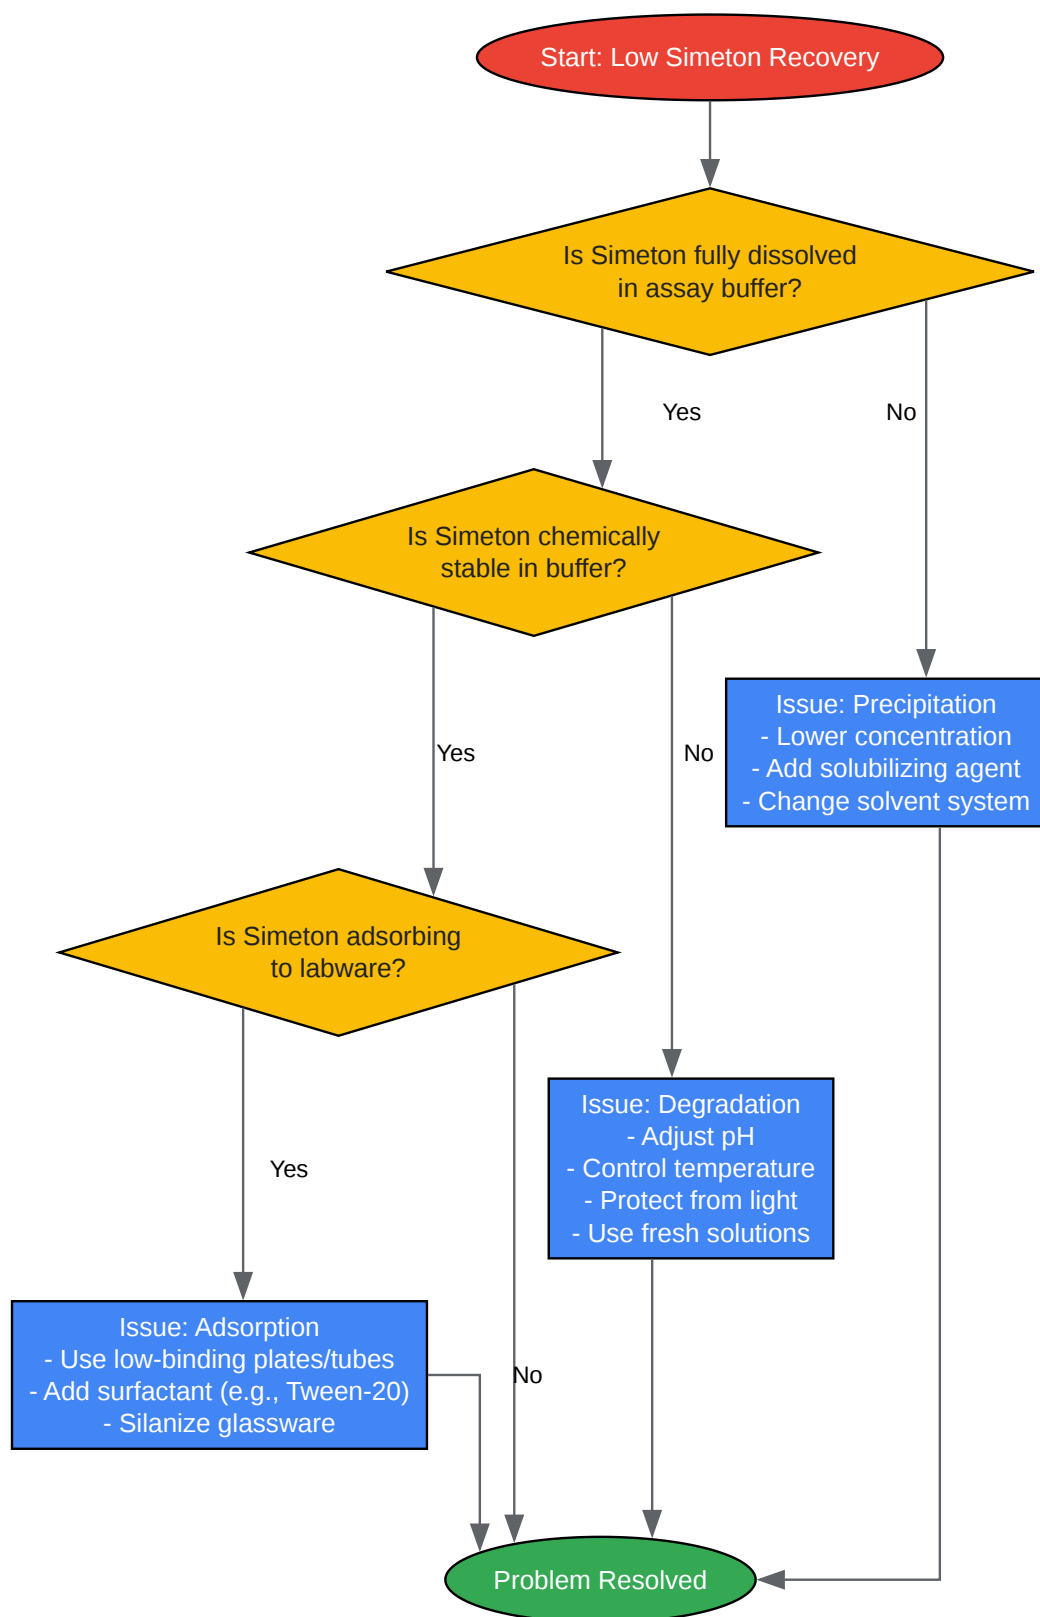 Start: Low Simeton Recovery
Is Simeton fully dissolved
in assay buffer?
Yes
No
Is Simeton chemically
stable in buffer?
Issue: Precipitation
- Lower concentration
- Add solubilizing agent
- Change solvent system
Yes
No
Is Simeton adsorbing
to labware?
Issue: Degradation
- Adjust pH
- Control temperature
- Protect from light
- Use fresh solutions
Yes
Issue: Adsorption
- Use low-binding plates/tubes
- Add surfactant (e.g., Tween-20)
- Silanize glassware
No
Problem Resolved